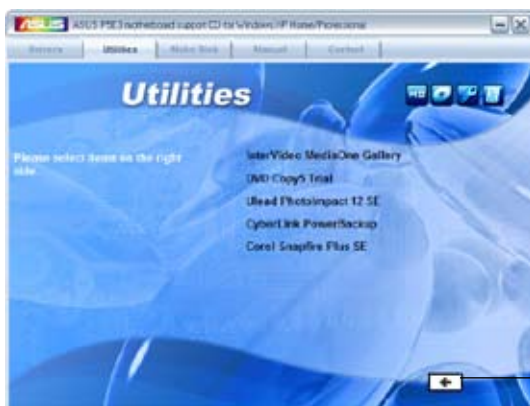 ASUS P5E3 motherboard support CD for Windows XP Home/Professional
Drivers Utilities Make Disk Manual Contact
Utilities
Please select items on the right
side.
InterVideo MediaOne Gallery
DVD Copy5 Trial
Ulead PhotoImpact 12 SE
CyberLink PowerBackup
Corel Snapfire Plus SE